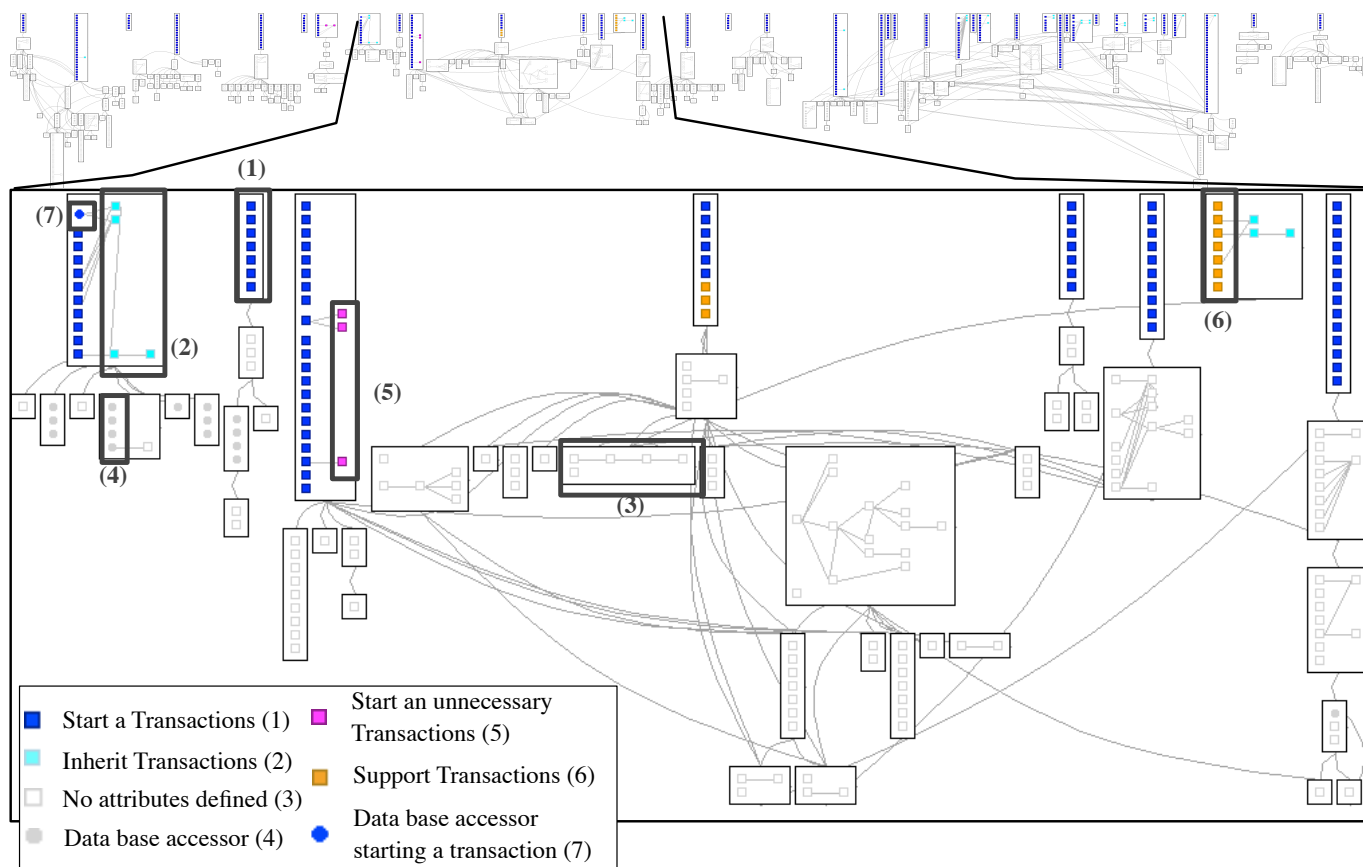 (1)
(7)
(2)
(6)
(5)
(4)
(3)
Start a Transactions (1)
Inherit Transactions (2)
No attributes defined (3)
Data base accessor (4)
Start an unnecessary
Transactions (5)
Support Transactions (6)
Data base accessor
starting a transaction (7)